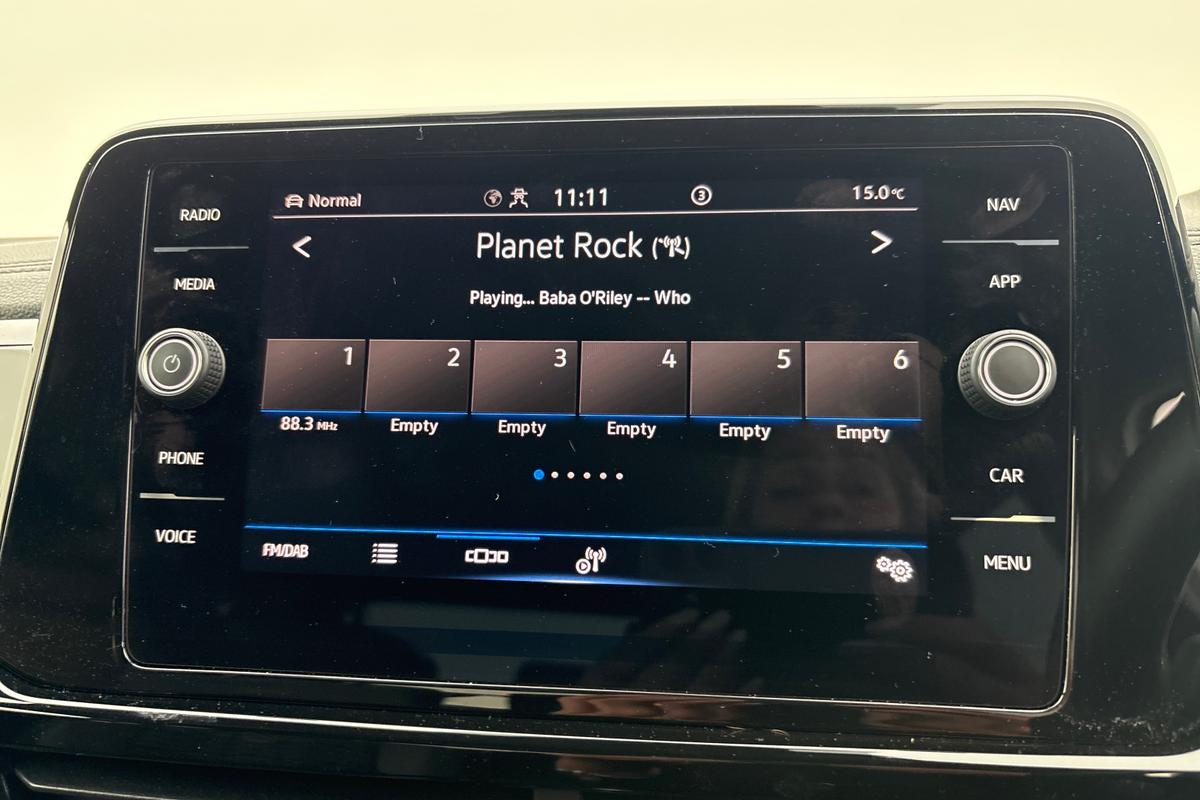 RADIO
MEDIA
PHONE
VOICE
Normal
11:11
3
15.0°C
< Planet Rock >
Playing... Baba O'Riley -- Who
1 2 3 4 5 6
88.3 MHz Empty Empty Empty Empty Empty
FM/DAB
NAV
APP
CAR
MENU